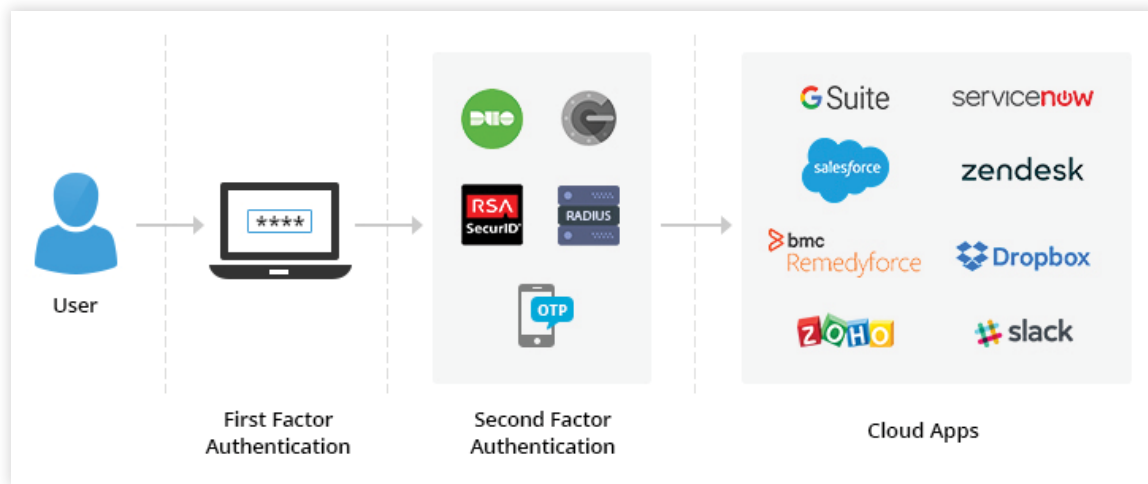 User
****
First Factor
Authentication
DUO
RSA
SecurID®
RADIUS
OTP
Second Factor
Authentication
G Suite
servicenow
salesforce
zendesk
bmc
Remedyforce
Dropbox
ZOHO
slack
Cloud Apps